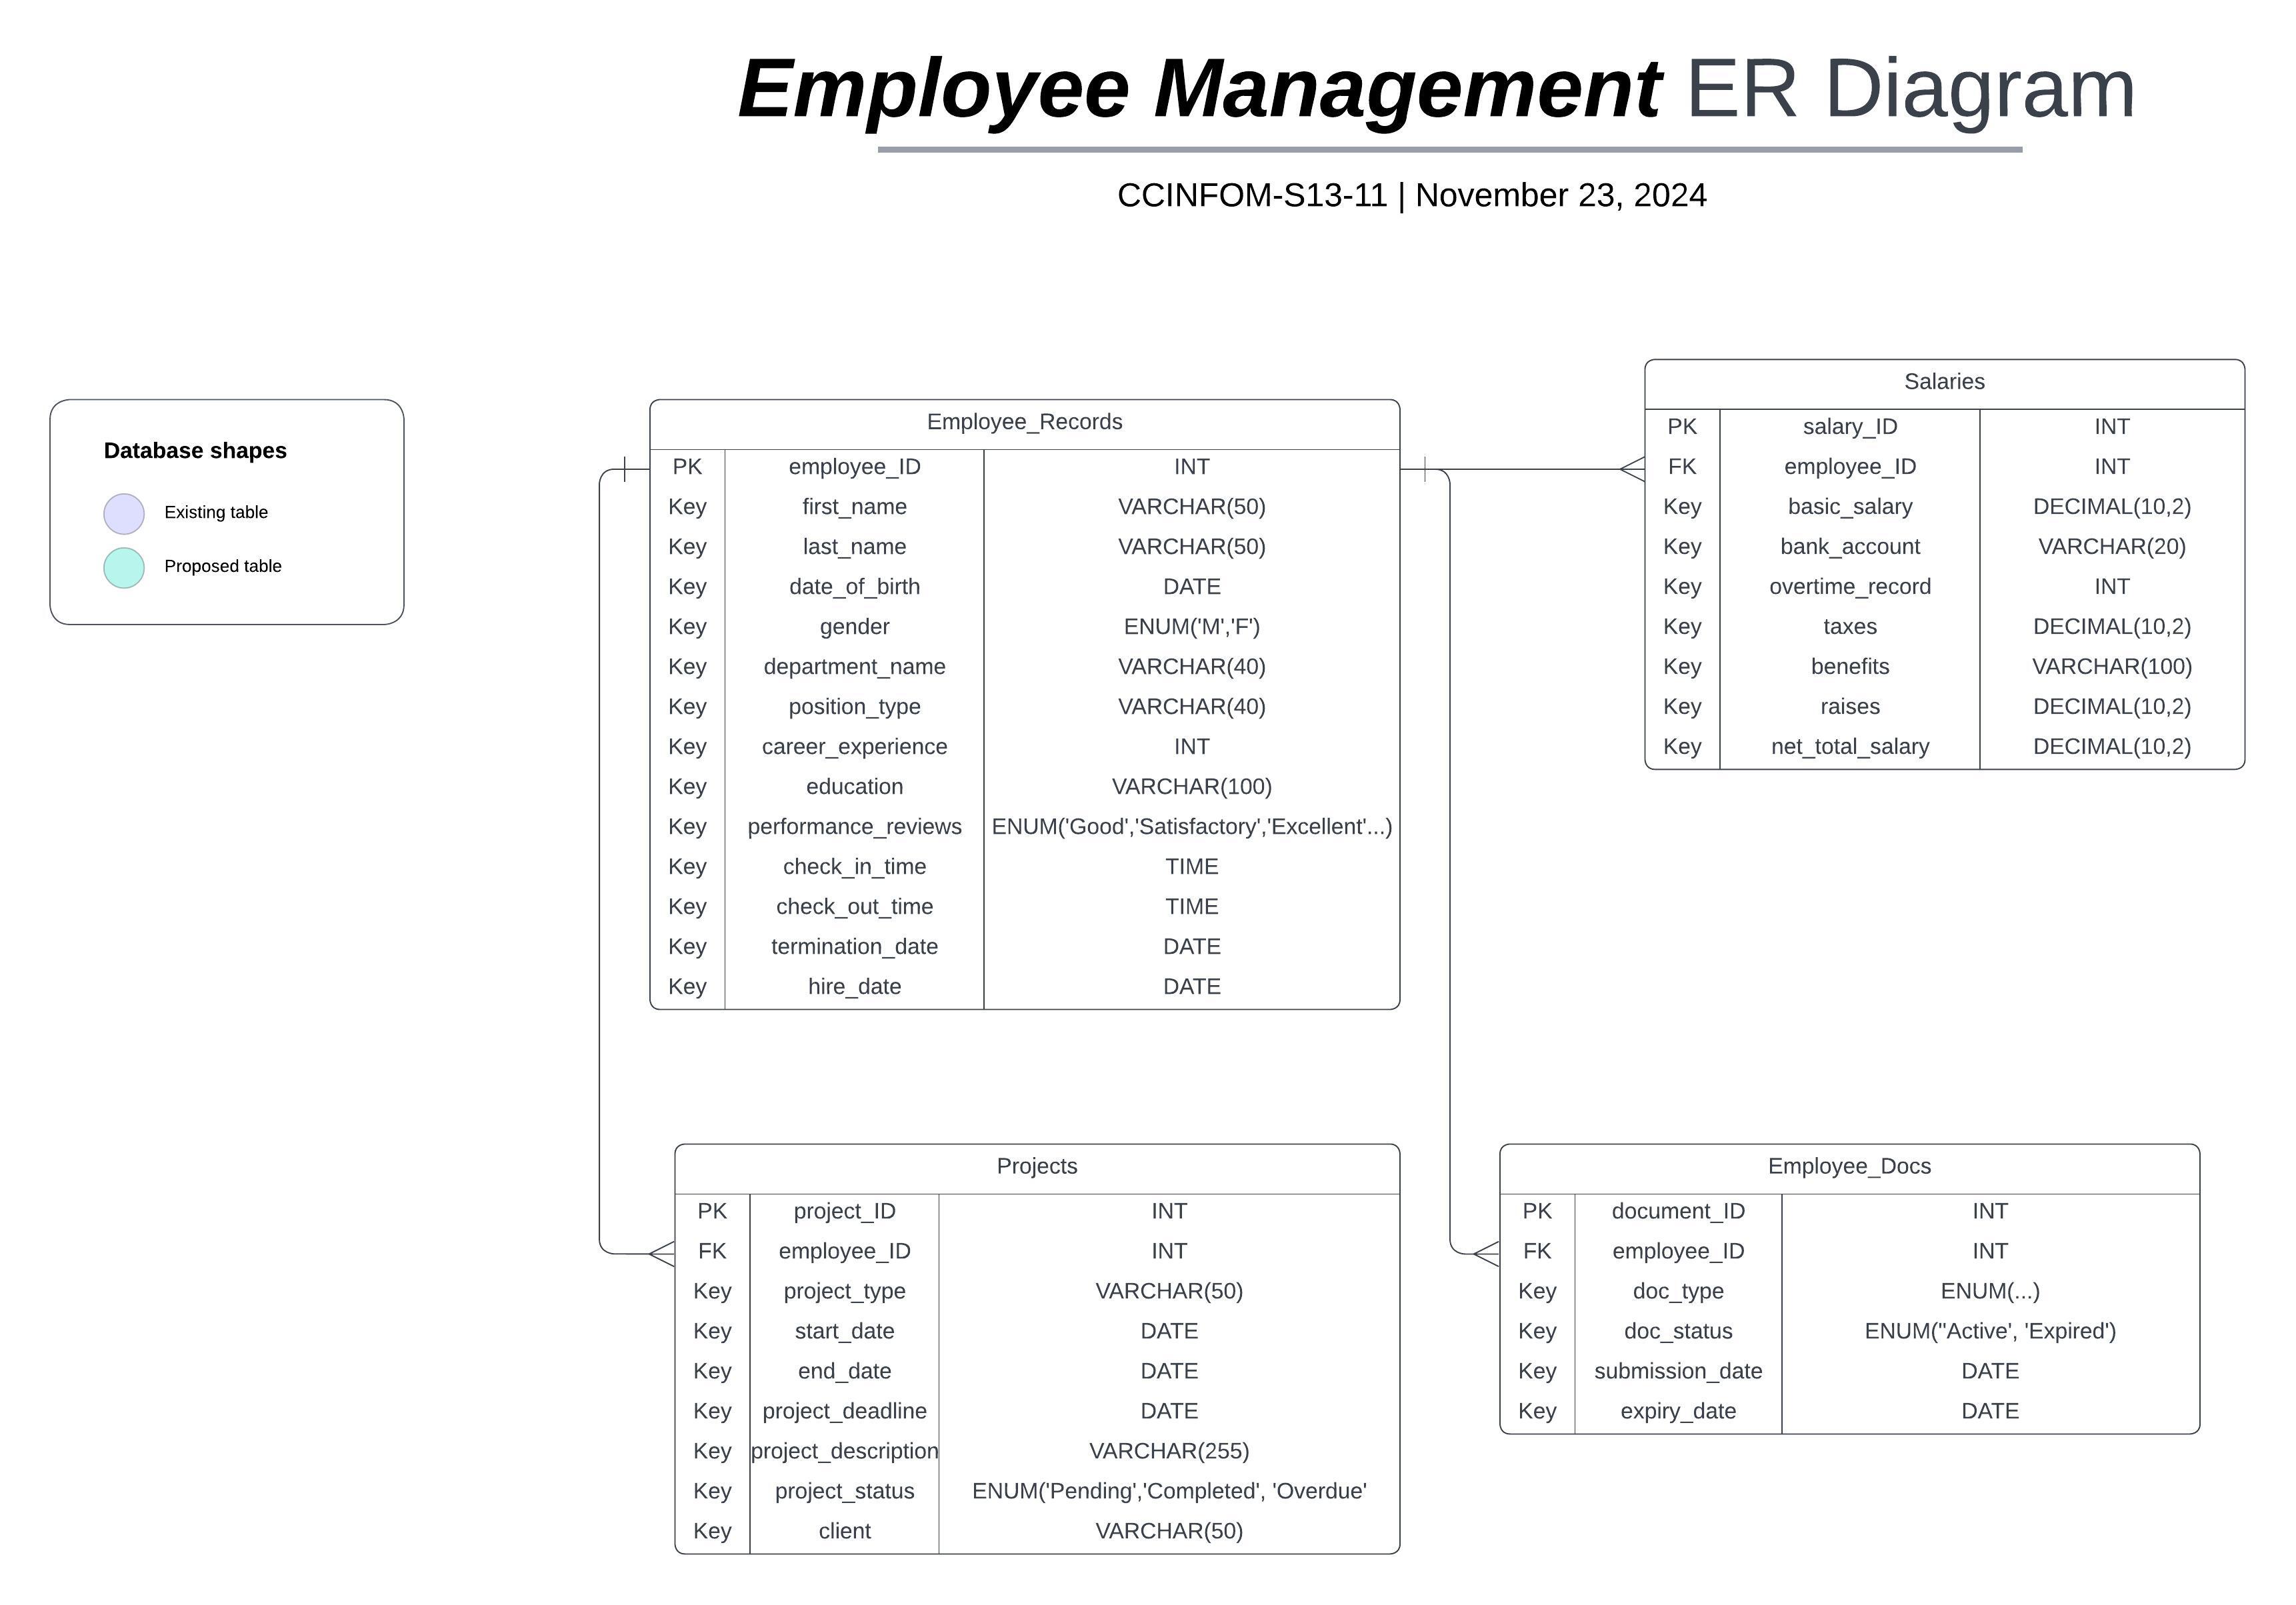 Employee Management ER Diagram
CCINFOM-S13-11 | November 23, 2024
Database shapes
Existing table
Proposed table
Employee_Records
PK employee_ID INT
Key first_name VARCHAR(50)
Key last_name VARCHAR(50)
Key date_of_birth DATE
Key gender ENUM('M','F')
Key department_name VARCHAR(40)
Key position_type VARCHAR(40)
Key career_experience INT
Key education VARCHAR(100)
Key performance_reviews ENUM('Good','Satisfactory','Excellent'...)
Key check_in_time TIME
Key check_out_time TIME
Key termination_date DATE
Key hire_date DATE
Salaries
PK salary_ID INT
FK employee_ID INT
Key basic_salary DECIMAL(10,2)
Key bank_account VARCHAR(20)
Key overtime_record INT
Key taxes DECIMAL(10,2)
Key benefits VARCHAR(100)
Key raises DECIMAL(10,2)
Key net_total_salary DECIMAL(10,2)
Projects
PK project_ID INT
FK employee_ID INT
Key project_type VARCHAR(50)
Key start_date DATE
Key end_date DATE
Key project_deadline DATE
Key project_description VARCHAR(255)
Key project_status ENUM('Pending','Completed', 'Overdue'
Key client VARCHAR(50)
Employee_Docs
PK document_ID INT
FK employee_ID INT
Key doc_type ENUM(...)
Key doc_status ENUM(''Active', 'Expired')
Key submission_date DATE
Key expiry_date DATE